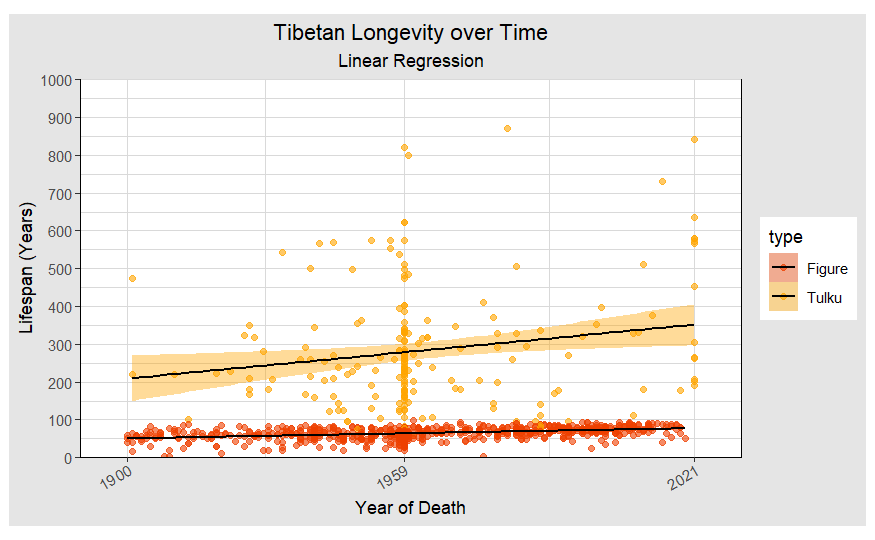 Tibetan Longevity over Time
Linear Regression
Lifespan (Years)
1000
900
800
700
600
500
400
300
200
100
0
1900
1959
2021
Year of Death
type
Figure
Tulku